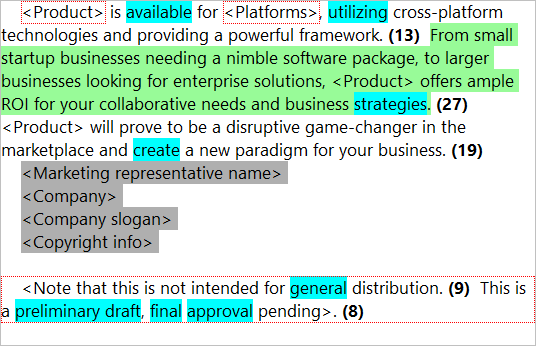 <Product> is available for <Platforms>, utilizing cross-platform
technologies and providing a powerful framework. (13) From small
startup businesses needing a nimble software package, to larger
businesses looking for enterprise solutions, <Product> offers ample
ROI for your collaborative needs and business strategies. (27)
<Product> will prove to be a disruptive game-changer in the
marketplace and create a new paradigm for your business. (19)
<Marketing representative name>
<Company>
<Company slogan>
<Copyright info>
<Note that this is not intended for general distribution. (9) This is
a preliminary draft, final approval pending>. (8)